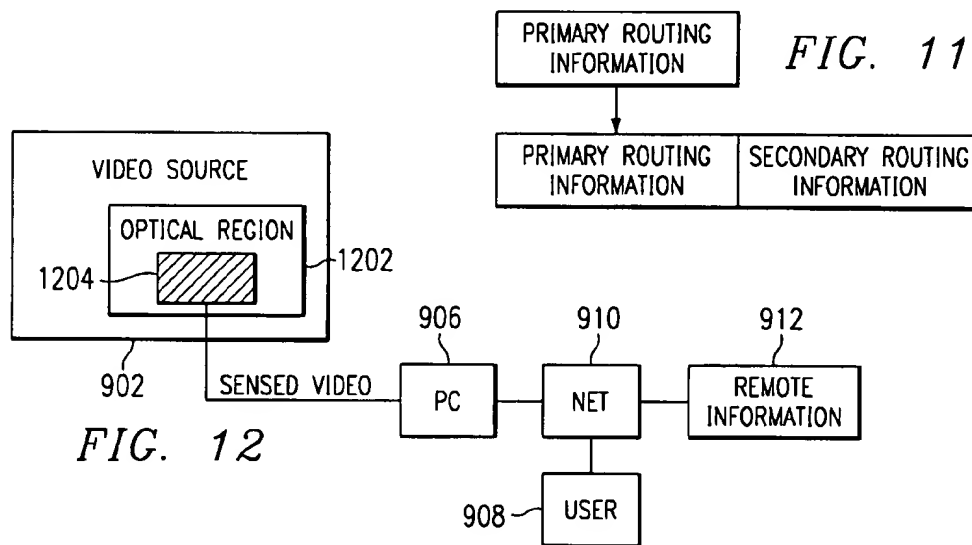 PRIMARY ROUTING
INFORMATION
FIG. 11
PRIMARY ROUTING
INFORMATION
SECONDARY ROUTING
INFORMATION
VIDEO SOURCE
OPTICAL REGION
1204
1202
902
SENSED VIDEO
906
PC
910
NET
912
REMOTE
INFORMATION
908
USER
FIG. 12